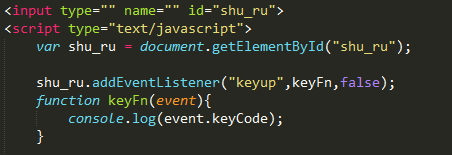 <input type="" name="" id="shu_ru">
<script type="text/javascript">
var shu_ru = document.getElementById("shu_ru");
shu_ru.addEventListener("keyup",keyFn,false);
function keyFn(event){
console.log(event.keyCode);
}